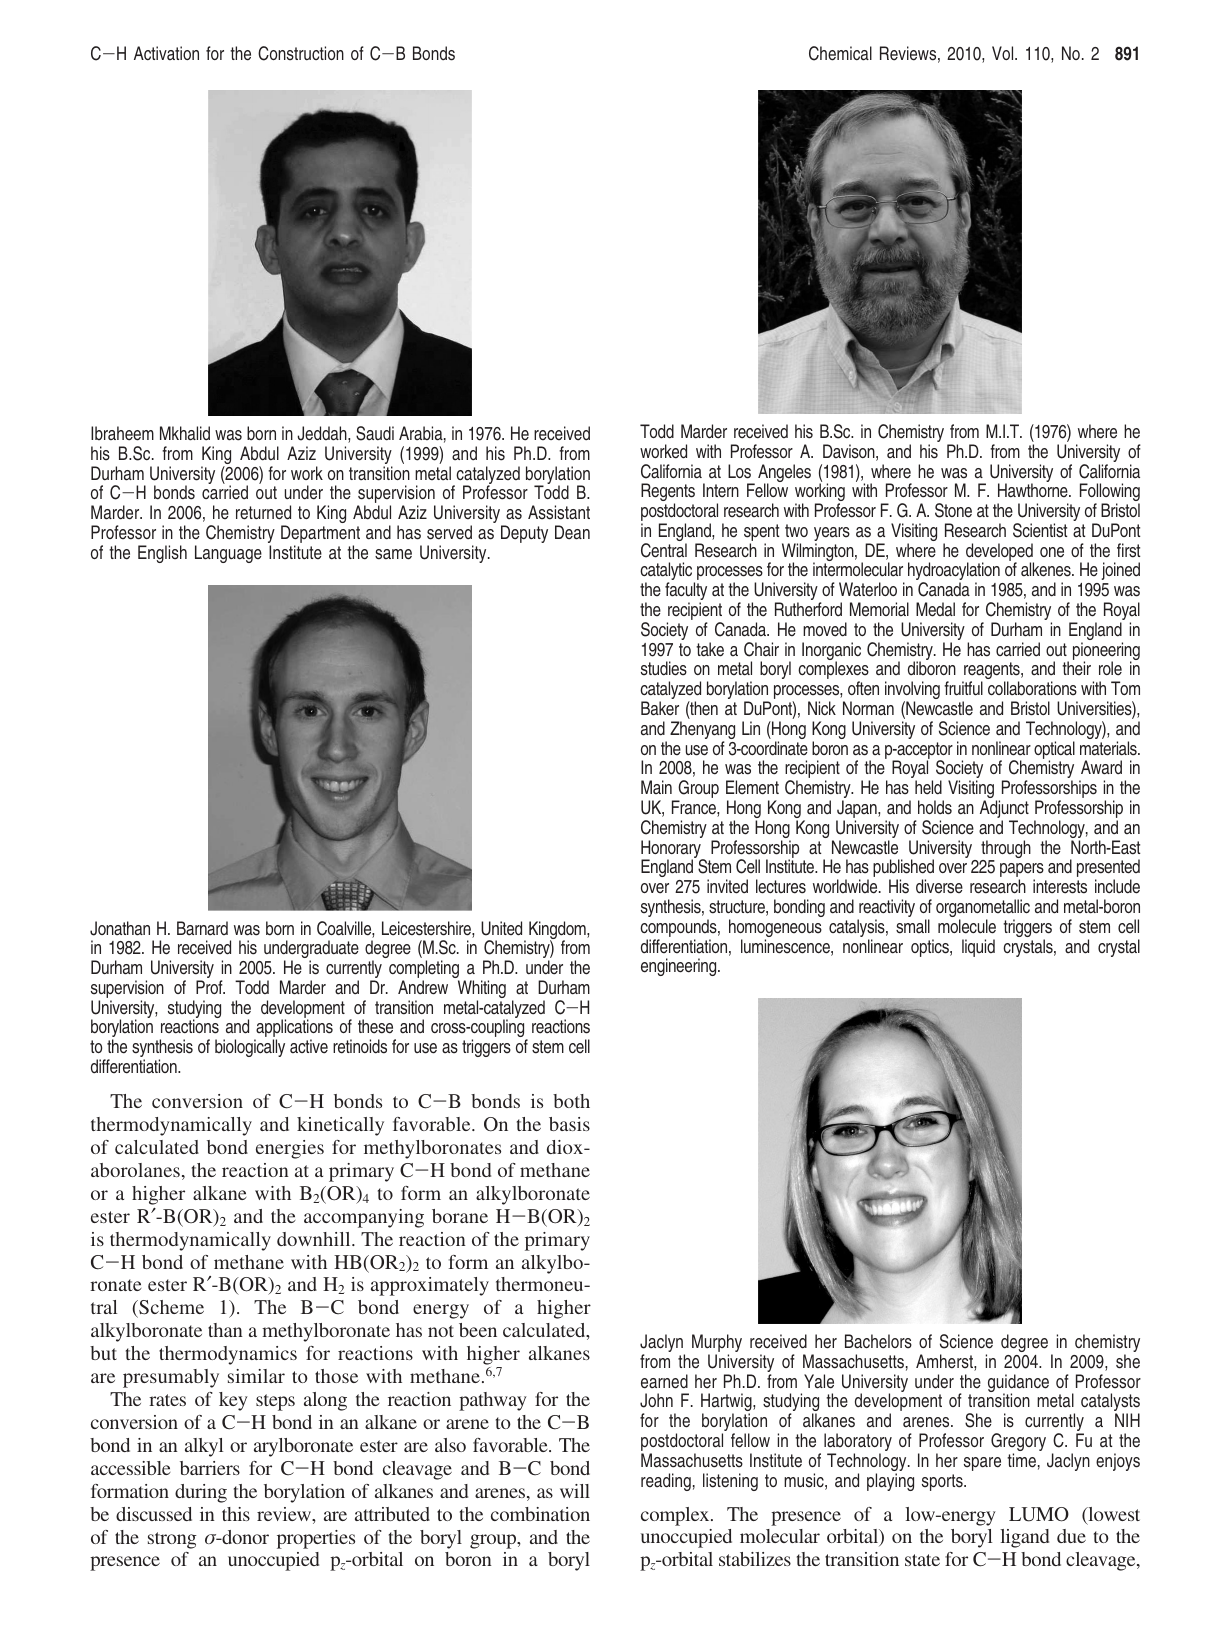 C−H Activation for the Construction of C−B Bonds
Chemical Reviews, 2010, Vol. 110, No. 2 891
Ibraheem Mkhalid was born in Jeddah, Saudi Arabia, in 1976. He received
his B.Sc. from King Abdul Aziz University (1999) and his Ph.D. from
Durham University (2006) for work on transition metal catalyzed borylation
of C−H bonds carried out under the supervision of Professor Todd B.
Marder. In 2006, he returned to King Abdul Aziz University as Assistant
Professor in the Chemistry Department and has served as Deputy Dean
of the English Language Institute at the same University.
Jonathan H. Barnard was born in Coalville, Leicestershire, United Kingdom,
in 1982. He received his undergraduate degree (M.Sc. in Chemistry) from
Durham University in 2005. He is currently completing a Ph.D. under the
supervision of Prof. Todd Marder and Dr. Andrew Whiting at Durham
University, studying the development of transition metal-catalyzed C−H
borylation reactions and applications of these and cross-coupling reactions
to the synthesis of biologically active retinoids for use as triggers of stem cell
differentiation.
The conversion of C−H bonds to C−B bonds is both
thermodynamically and kinetically favorable. On the basis
of calculated bond energies for methylboronates and diox-
aborolanes, the reaction at a primary C−H bond of methane
or a higher alkane with B₂(OR)₄ to form an alkylboronate
ester R′-B(OR)₂ and the accompanying borane H−B(OR)₂
is thermodynamically downhill. The reaction of the primary
C−H bond of methane with HB(OR₂)₂ to form an alkylbo-
ronate ester R′-B(OR)₂ and H₂ is approximately thermoneu-
tral (Scheme 1). The B−C bond energy of a higher
alkylboronate than a methylboronate has not been calculated,
but the thermodynamics for reactions with higher alkanes
are presumably similar to those with methane.⁶,⁷
The rates of key steps along the reaction pathway for the
conversion of a C−H bond in an alkane or arene to the C−B
bond in an alkyl or arylboronate ester are also favorable. The
accessible barriers for C−H bond cleavage and B−C bond
formation during the borylation of alkanes and arenes, as will
be discussed in this review, are attributed to the combination
of the strong σ-donor properties of the boryl group, and the
presence of an unoccupied p_z-orbital on boron in a boryl
Todd Marder received his B.Sc. in Chemistry from M.I.T. (1976) where he
worked with Professor A. Davison, and his Ph.D. from the University of
California at Los Angeles (1981), where he was a University of California
Regents Intern Fellow working with Professor M. F. Hawthorne. Following
postdoctoral research with Professor F. G. A. Stone at the University of Bristol
in England, he spent two years as a Visiting Research Scientist at DuPont
Central Research in Wilmington, DE, where he developed one of the first
catalytic processes for the intermolecular hydroacylation of alkenes. He joined
the faculty at the University of Waterloo in Canada in 1985, and in 1995 was
the recipient of the Rutherford Memorial Medal for Chemistry of the Royal
Society of Canada. He moved to the University of Durham in England in
1997 to take a Chair in Inorganic Chemistry. He has carried out pioneering
studies on metal boryl complexes and diboron reagents, and their role in
catalyzed borylation processes, often involving fruitful collaborations with Tom
Baker (then at DuPont), Nick Norman (Newcastle and Bristol Universities),
and Zhenyang Lin (Hong Kong University of Science and Technology), and
on the use of 3-coordinate boron as a p-acceptor in nonlinear optical materials.
In 2008, he was the recipient of the Royal Society of Chemistry Award in
Main Group Element Chemistry. He has held Visiting Professorships in the
UK, France, Hong Kong and Japan, and holds an Adjunct Professorship in
Chemistry at the Hong Kong University of Science and Technology, and an
Honorary Professorship at Newcastle University through the North-East
England Stem Cell Institute. He has published over 225 papers and presented
over 275 invited lectures worldwide. His diverse research interests include
synthesis, structure, bonding and reactivity of organometallic and metal-boron
compounds, homogeneous catalysis, small molecule triggers of stem cell
differentiation, luminescence, nonlinear optics, liquid crystals, and crystal
engineering.
Jaclyn Murphy received her Bachelors of Science degree in chemistry
from the University of Massachusetts, Amherst, in 2004. In 2009, she
earned her Ph.D. from Yale University under the guidance of Professor
John F. Hartwig, studying the development of transition metal catalysts
for the borylation of alkanes and arenes. She is currently a NIH
postdoctoral fellow in the laboratory of Professor Gregory C. Fu at the
Massachusetts Institute of Technology. In her spare time, Jaclyn enjoys
reading, listening to music, and playing sports.
complex. The presence of a low-energy LUMO (lowest
unoccupied molecular orbital) on the boryl ligand due to the
p_z-orbital stabilizes the transition state for C−H bond cleavage,